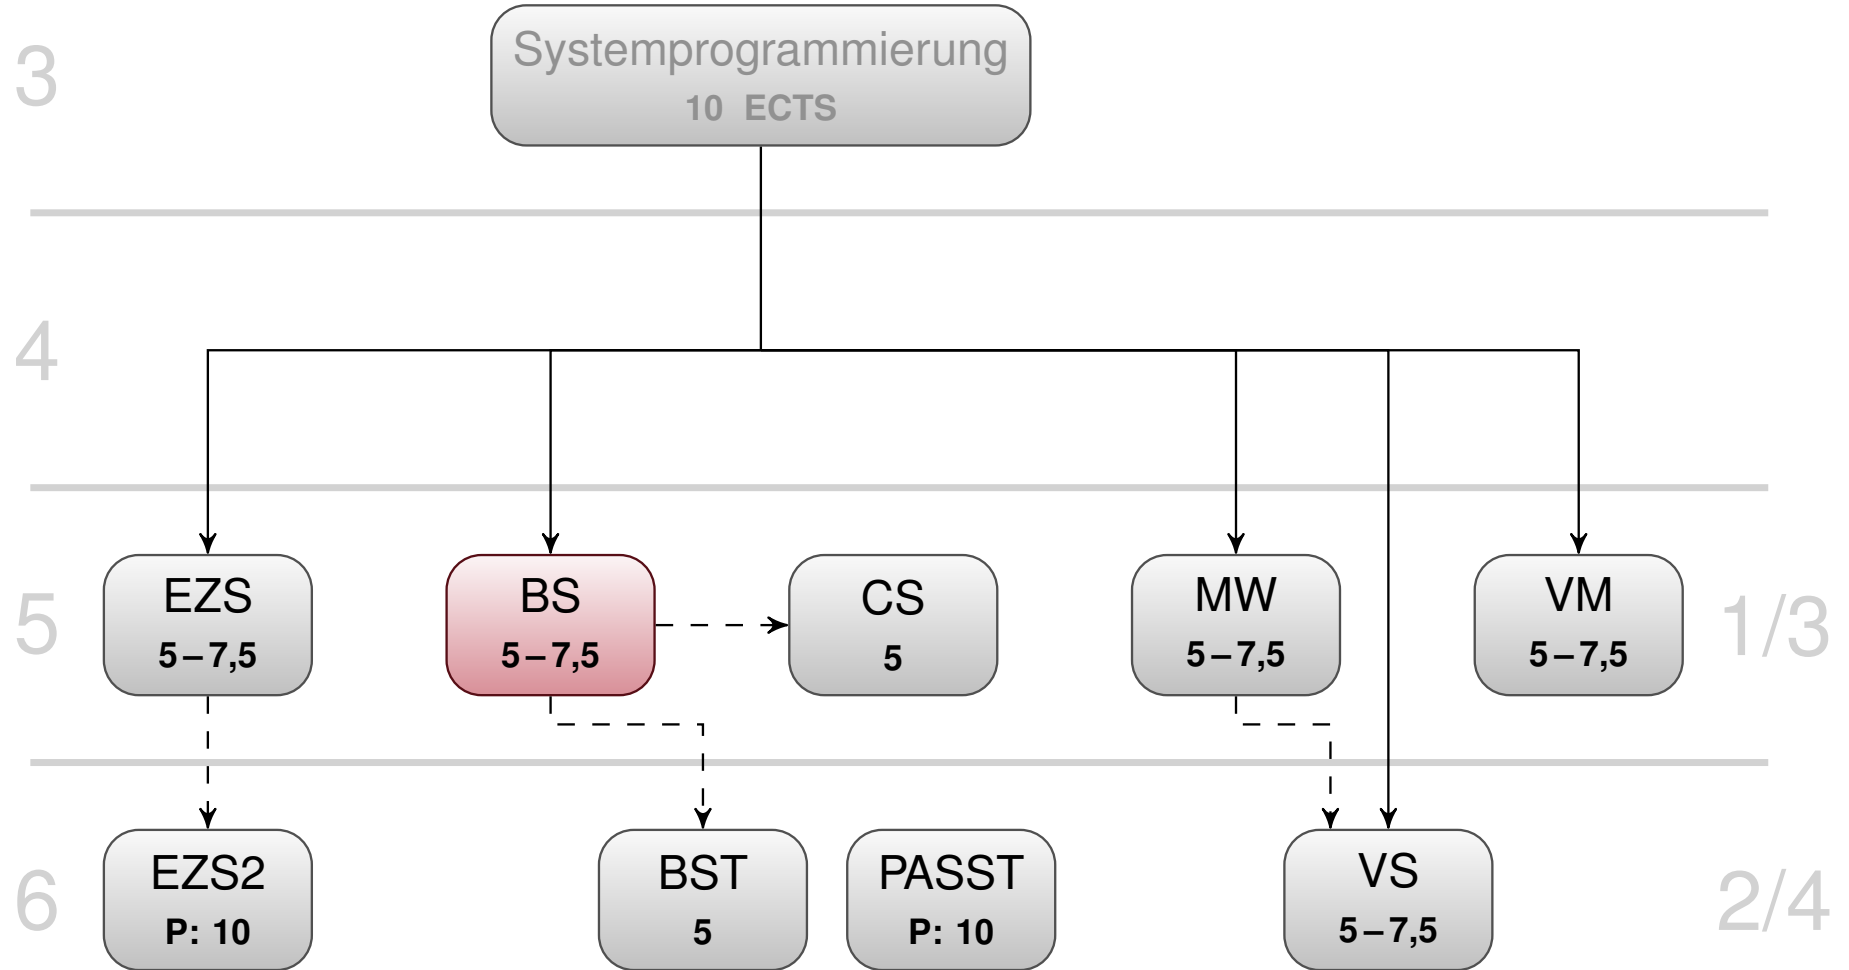 3
Systemprogrammierung
10 ECTS
4
5
EZS
5–7,5
BS
5–7,5
CS
5
MW
5–7,5
VM
5–7,5
1/3
6
EZS2
P: 10
BST
5
PASST
P: 10
VS
5–7,5
2/4